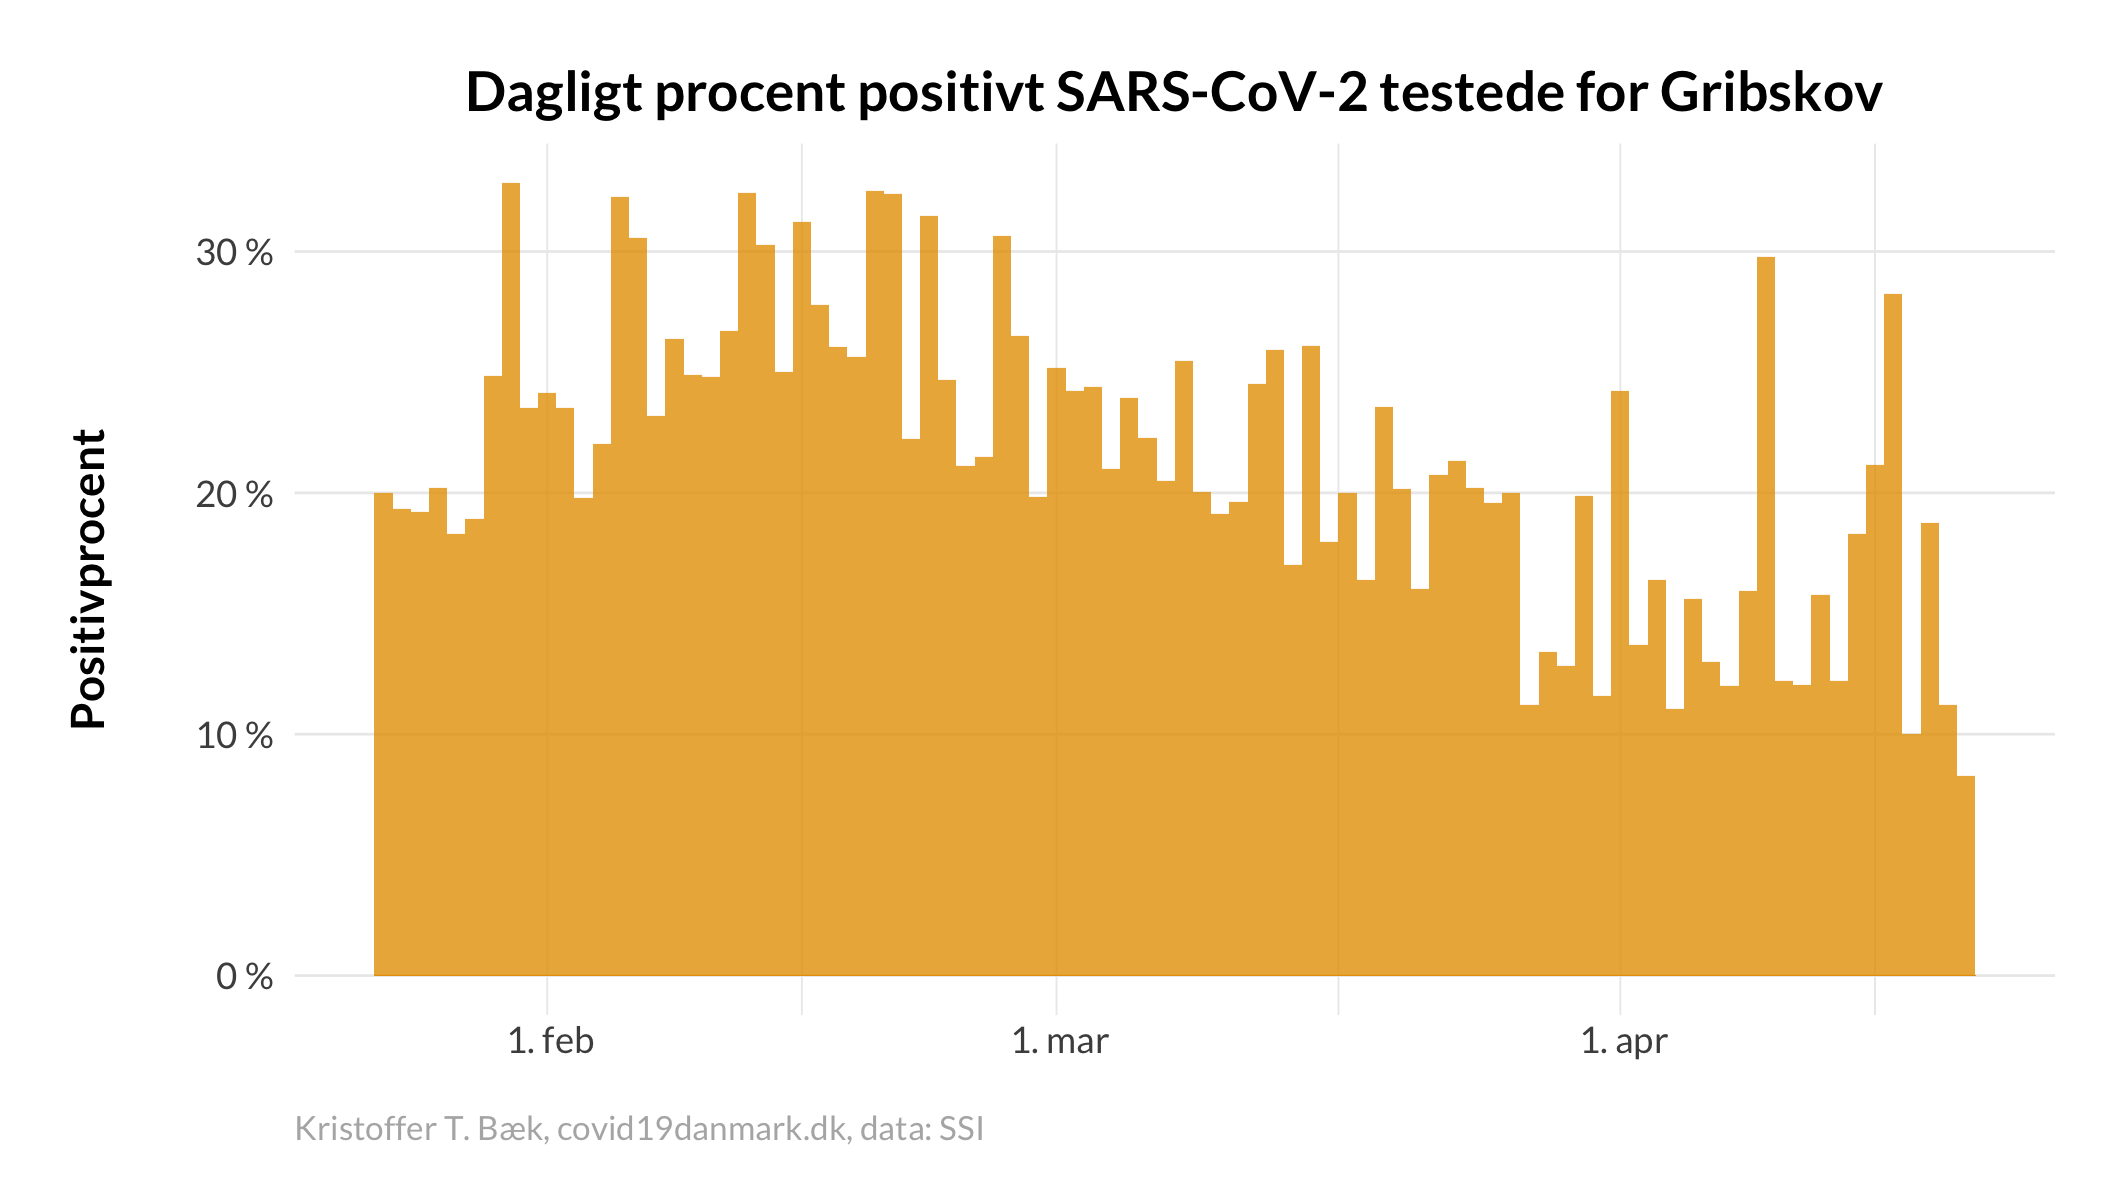 Dagligt procent positivt SARS-CoV-2 testede for Gribskov
Positivprocent
30 %
20 %
10 %
0 %
1. feb
1. mar
1. apr
Kristoffer T. Bæk, covid19danmark.dk, data: SSI